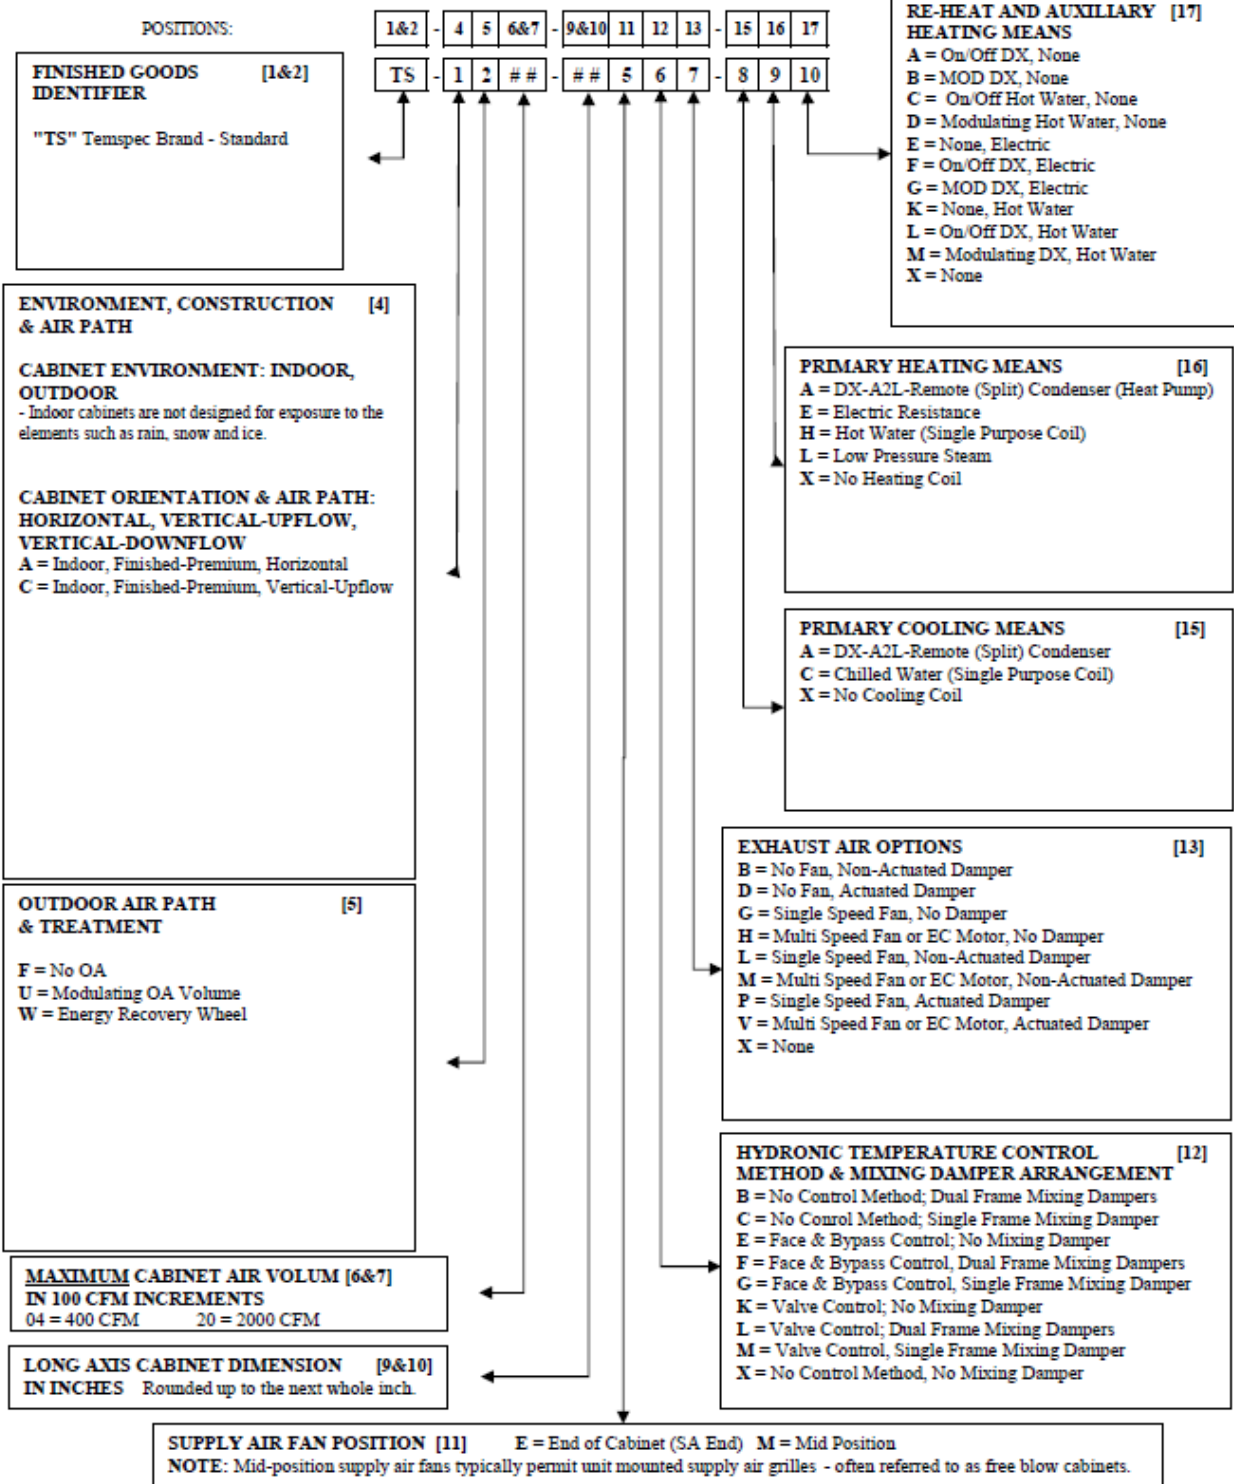 POSITIONS:
1&2 - 4 5 6&7 - 9&10 11 12 13 - 15 16 17
TS - 1 2 ## - ## 5 6 7 - 8 9 10
FINISHED GOODS [1&2]
IDENTIFIER
"TS" Temspec Brand - Standard
RE-HEAT AND AUXILIARY [17]
HEATING MEANS
A = On/Off DX, None
B = MOD DX, None
C = On/Off Hot Water, None
D = Modulating Hot Water, None
E = None, Electric
F = On/Off DX, Electric
G = MOD DX, Electric
K = None, Hot Water
L = On/Off DX, Hot Water
M = Modulating DX, Hot Water
X = None
ENVIRONMENT, CONSTRUCTION [4]
& AIR PATH
CABINET ENVIRONMENT: INDOOR,
OUTDOOR
- Indoor cabinets are not designed for exposure to the
elements such as rain, snow and ice.
CABINET ORIENTATION & AIR PATH:
HORIZONTAL, VERTICAL-UPFLOW,
VERTICAL-DOWNFLOW
A = Indoor, Finished-Premium, Horizontal
C = Indoor, Finished-Premium, Vertical-Upflow
PRIMARY HEATING MEANS [16]
A = DX-A2L-Remote (Split) Condenser (Heat Pump)
E = Electric Resistance
H = Hot Water (Single Purpose Coil)
L = Low Pressure Steam
X = No Heating Coil
PRIMARY COOLING MEANS [15]
A = DX-A2L-Remote (Split) Condenser
C = Chilled Water (Single Purpose Coil)
X = No Cooling Coil
OUTDOOR AIR PATH [5]
& TREATMENT
F = No OA
U = Modulating OA Volume
W = Energy Recovery Wheel
EXHAUST AIR OPTIONS [13]
B = No Fan, Non-Actuated Damper
D = No Fan, Actuated Damper
G = Single Speed Fan, No Damper
H = Multi Speed Fan or EC Motor, No Damper
L = Single Speed Fan, Non-Actuated Damper
M = Multi Speed Fan or EC Motor, Non-Actuated Damper
P = Single Speed Fan, Actuated Damper
V = Multi Speed Fan or EC Motor, Actuated Damper
X = None
HYDRONIC TEMPERATURE CONTROL [12]
METHOD & MIXING DAMPER ARRANGEMENT
B = No Control Method; Dual Frame Mixing Dampers
C = No Conrol Method; Single Frame Mixing Damper
E = Face & Bypass Control; No Mixing Damper
F = Face & Bypass Control, Dual Frame Mixing Dampers
G = Face & Bypass Control, Single Frame Mixing Damper
K = Valve Control; No Mixing Damper
L = Valve Control; Dual Frame Mixing Dampers
M = Valve Control, Single Frame Mixing Damper
X = No Control Method, No Mixing Damper
MAXIMUM CABINET AIR VOLUM [6&7]
IN 100 CFM INCREMENTS
04 = 400 CFM 20 = 2000 CFM
LONG AXIS CABINET DIMENSION [9&10]
IN INCHES Rounded up to the next whole inch.
SUPPLY AIR FAN POSITION [11] E = End of Cabinet (SA End) M = Mid Position
NOTE: Mid-position supply air fans typically permit unit mounted supply air grilles - often referred to as free blow cabinets.